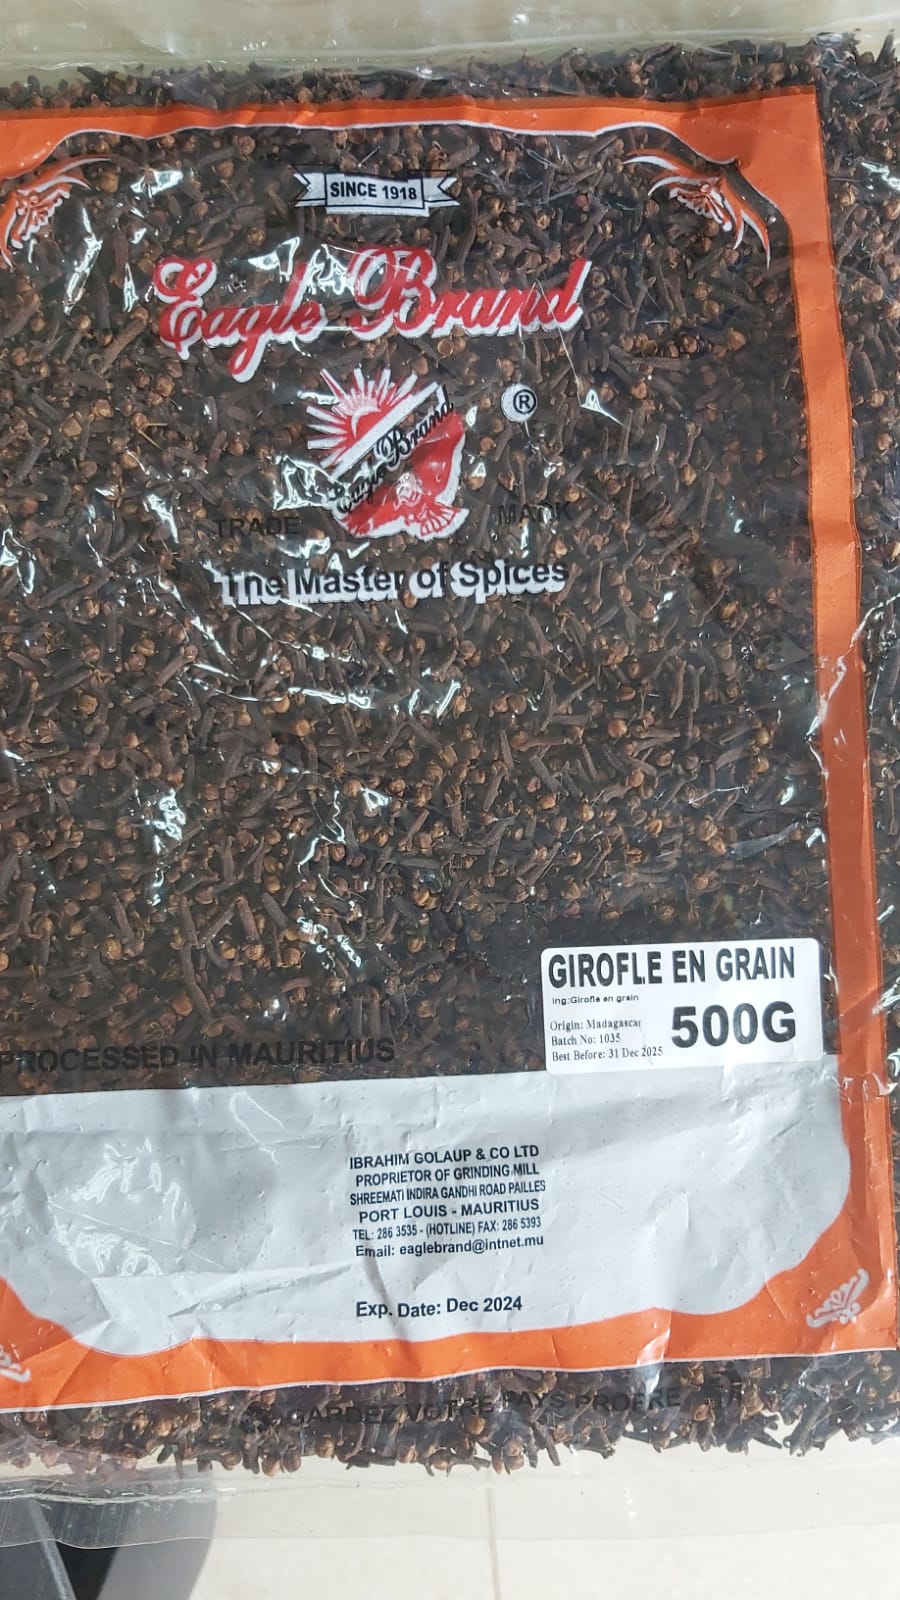 SINCE 1918
Eagle Brand
®
Eagle Brand
TRADE MARK
The Master of Spices
GIROFLE EN GRAIN
ing:Girofle en grain
Origin: Madagascar
Batch No: 1035
Best Before: 31 Dec 2025
500G
PROCESSED IN MAURITIUS
IBRAHIM GOLAUP & CO LTD
PROPRIETOR OF GRINDING MILL
SHREEMATI INDIRA GANDHI ROAD PAILLES
PORT LOUIS - MAURITIUS
TEL: 286 3535 - (HOTLINE) FAX: 286 5393
Email: eaglebrand@intnet.mu
Exp. Date: Dec 2024
GARDEZ VOTRE PAYS PROPRE